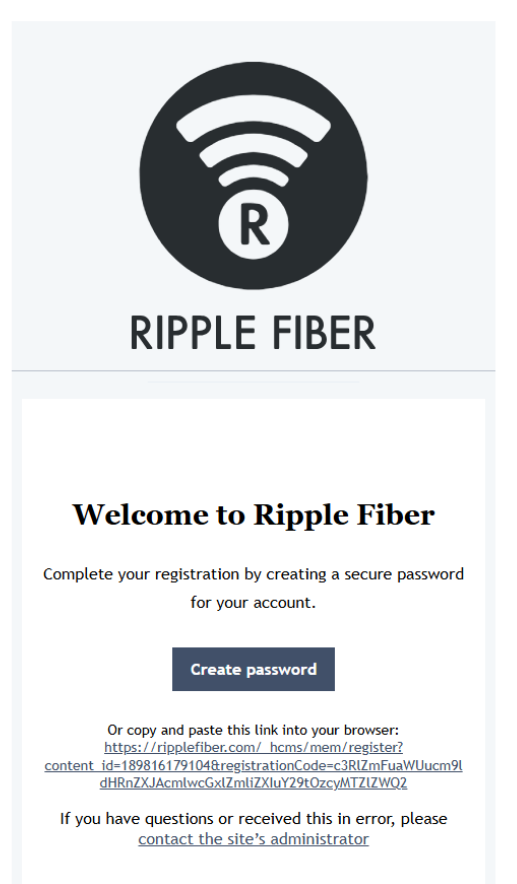 R
RIPPLE FIBER
Welcome to Ripple Fiber
Complete your registration by creating a secure password
for your account.
Create password
Or copy and paste this link into your browser:
https://ripplefiber.com/_hcms/mem/register?
content_id=189816179104&registrationCode=c3RlZmFuaWUucm9l
dHRnZXJAcmlwcGxlZmliZXIuY29tOzcyMTZlZWQ2
If you have questions or received this in error, please
contact the site's administrator